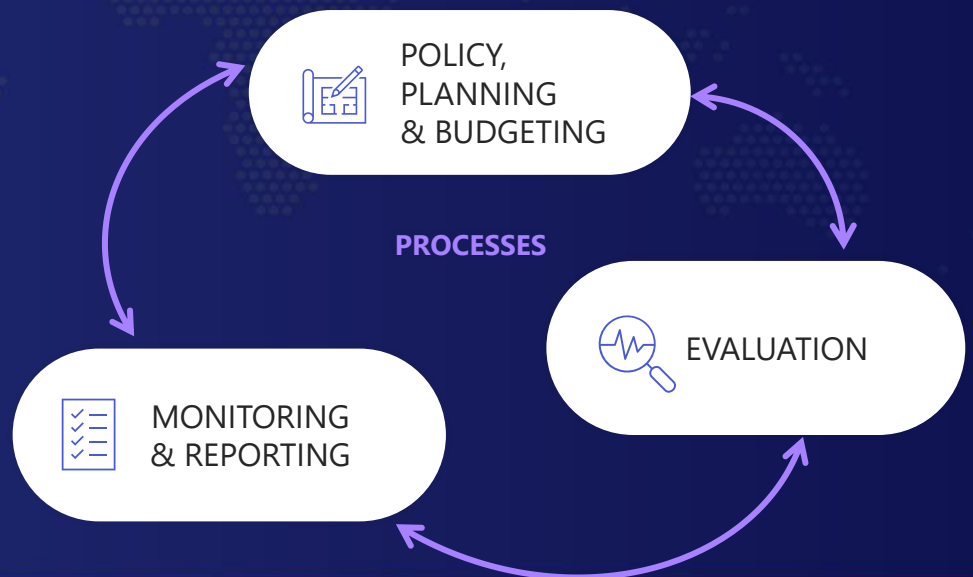 POLICY,
PLANNING
& BUDGETING
PROCESSES
EVALUATION
MONITORING
& REPORTING